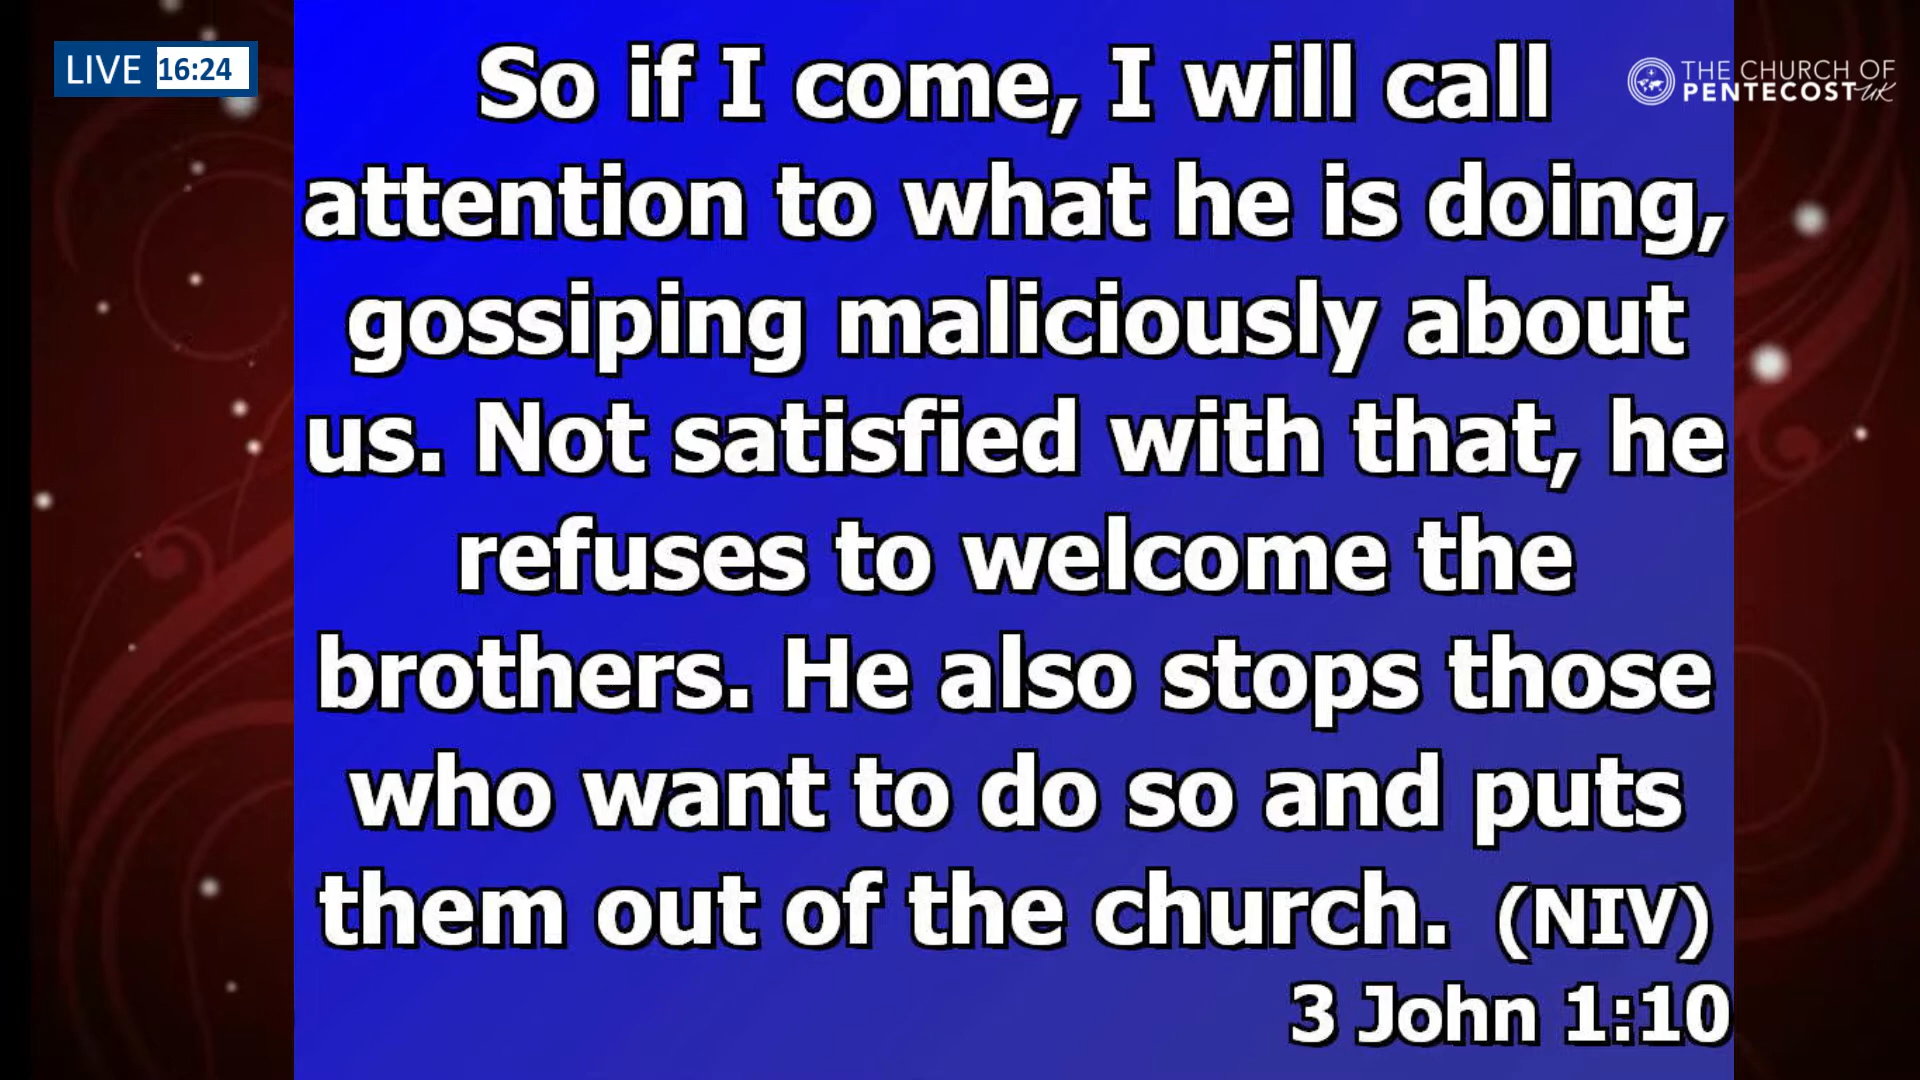 LIVE 16:24
THE CHURCH OF
PENTECOST UK
So if I come, I will call
attention to what he is doing,
gossiping maliciously about
us. Not satisfied with that, he
refuses to welcome the
brothers. He also stops those
who want to do so and puts
them out of the church. (NIV)
3 John 1:10